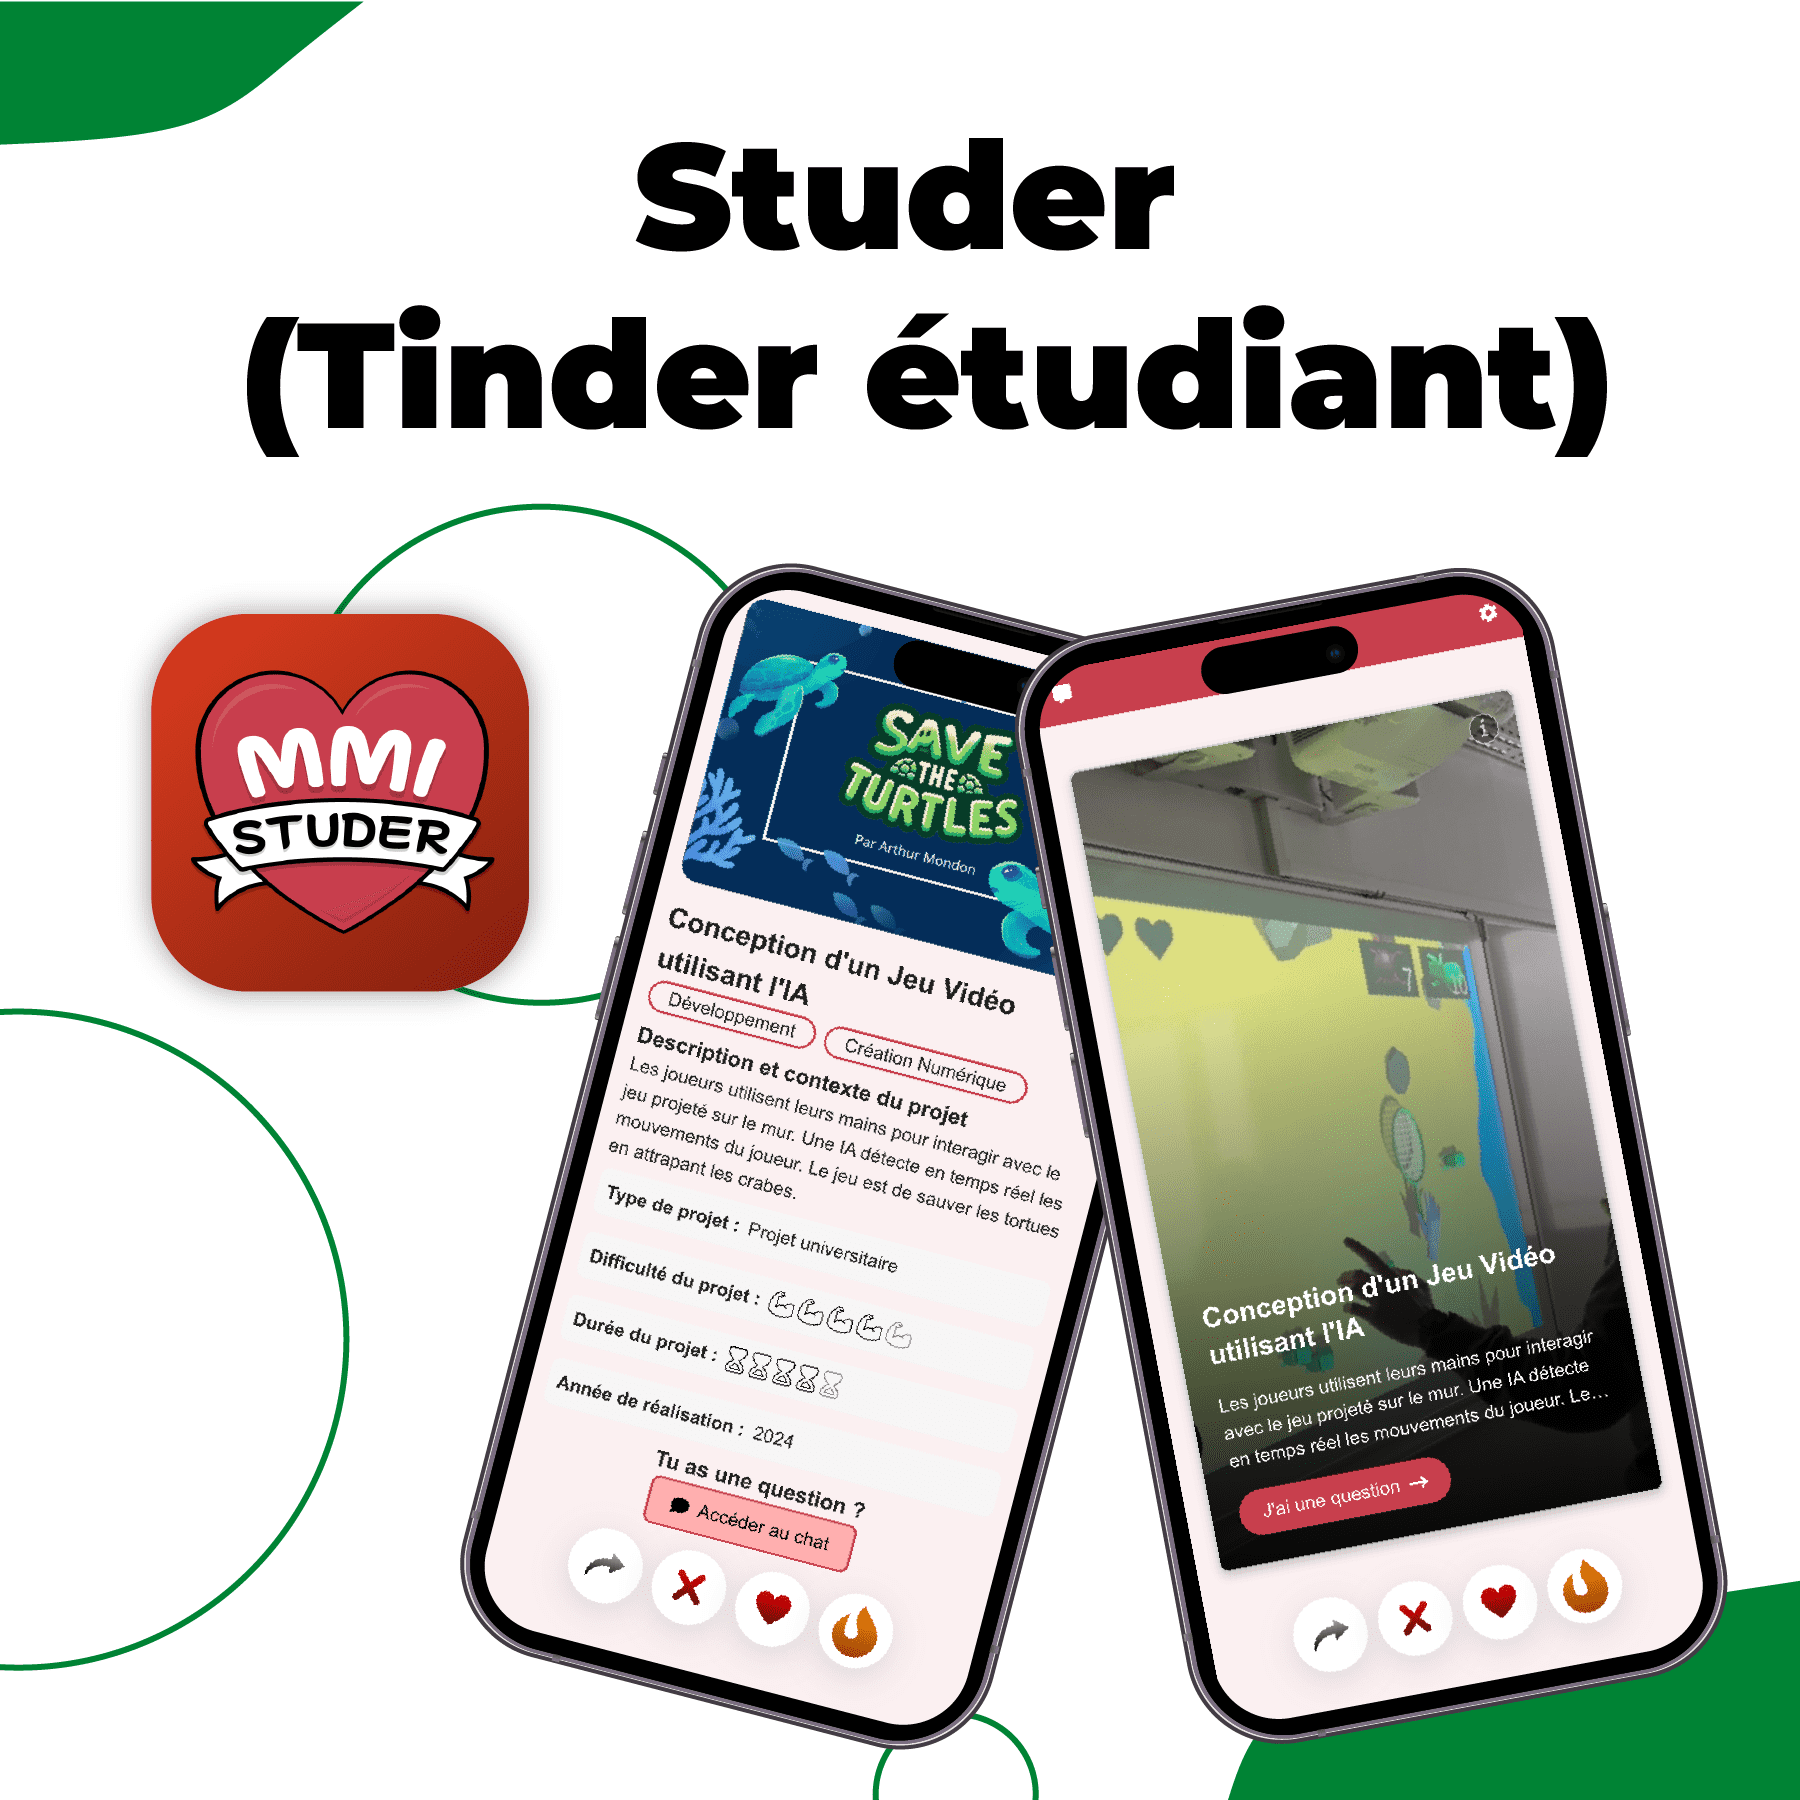 Studer
(Tinder étudiant)
MMI
STUDER
SAVE
THE
TURTLES
Par Arthur Mondon
Conception d'un Jeu Vidéo
utilisant l'IA
Développement
Création Numérique
Description et contexte du projet
Les joueurs utilisent leurs mains pour interagir avec le
jeu projeté sur le mur. Une IA détecte en temps réel les
mouvements du joueur. Le jeu est de sauver les tortues
en attrapant les crabes.
Type de projet : Projet universitaire
Difficulté du projet :
Durée du projet :
Année de réalisation : 2024
Tu as une question ?
Accéder au chat
7
Conception d'un Jeu Vidéo
utilisant l'IA
Les joueurs utilisent leurs mains pour interagir
avec le jeu projeté sur le mur. Une IA détecte
en temps réel les mouvements du joueur. Le…
J'ai une question →